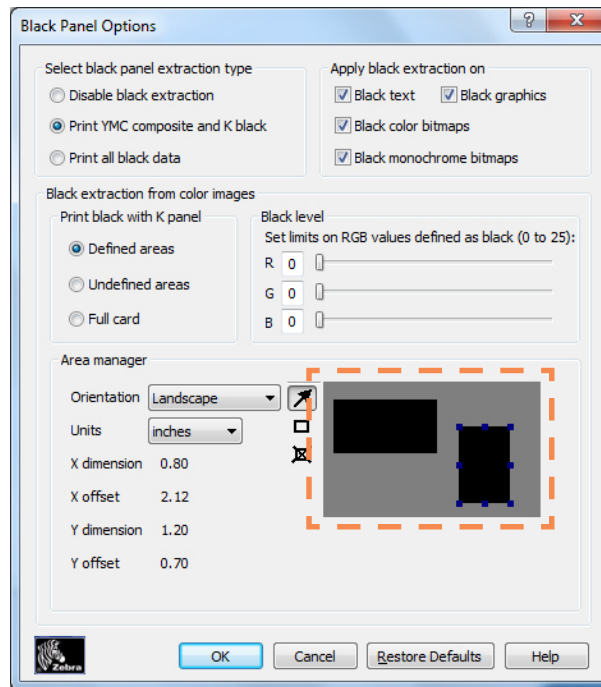 Black Panel Options
Select black panel extraction type
Disable black extraction
Print YMC composite and K black
Print all black data
Apply black extraction on
Black text Black graphics
Black color bitmaps
Black monochrome bitmaps
Black extraction from color images
Print black with K panel
Defined areas
Undefined areas
Full card
Black level
Set limits on RGB values defined as black (0 to 25):
R 0
G 0
B 0
Area manager
Orientation Landscape
Units inches
X dimension 0.80
X offset 2.12
Y dimension 1.20
Y offset 0.70
Zebra OK Cancel Restore Defaults Help